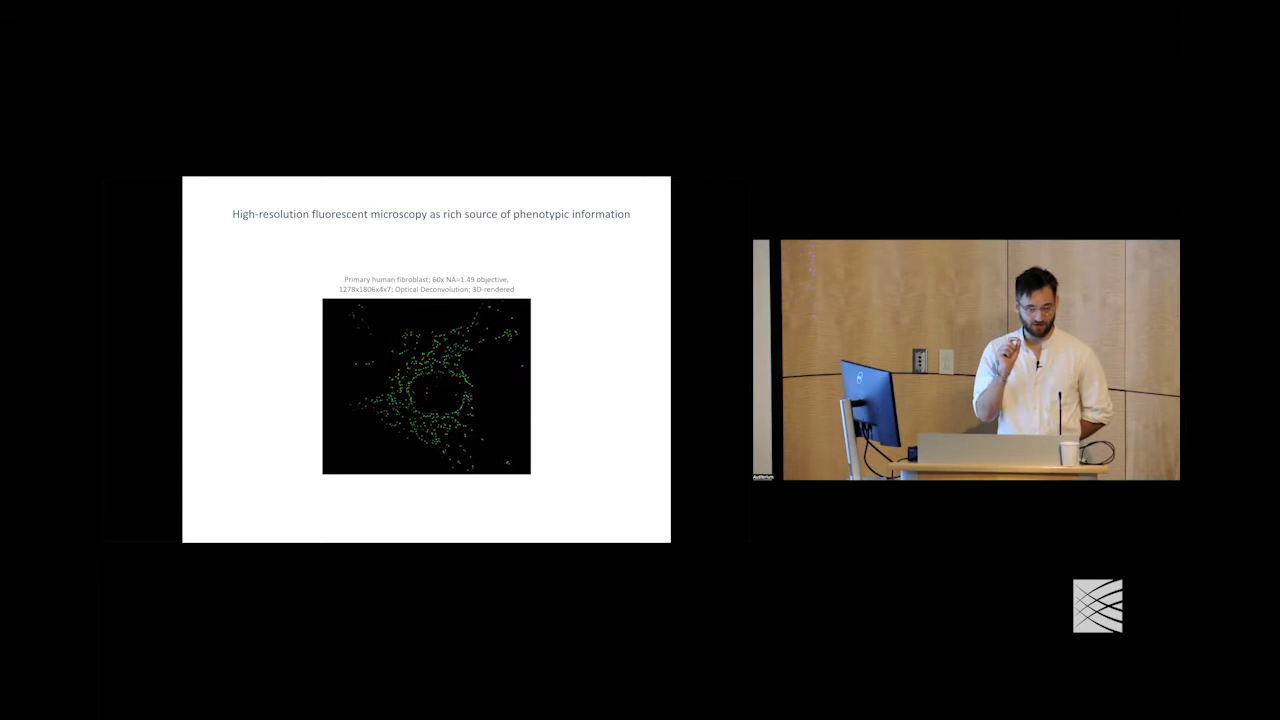 High-resolution fluorescent microscopy as rich source of phenotypic information
Primary human fibroblast; 60x NA=1.49 objective,
1278x1806x4x7; Optical Deconvolution; 3D-rendered
Auditorium